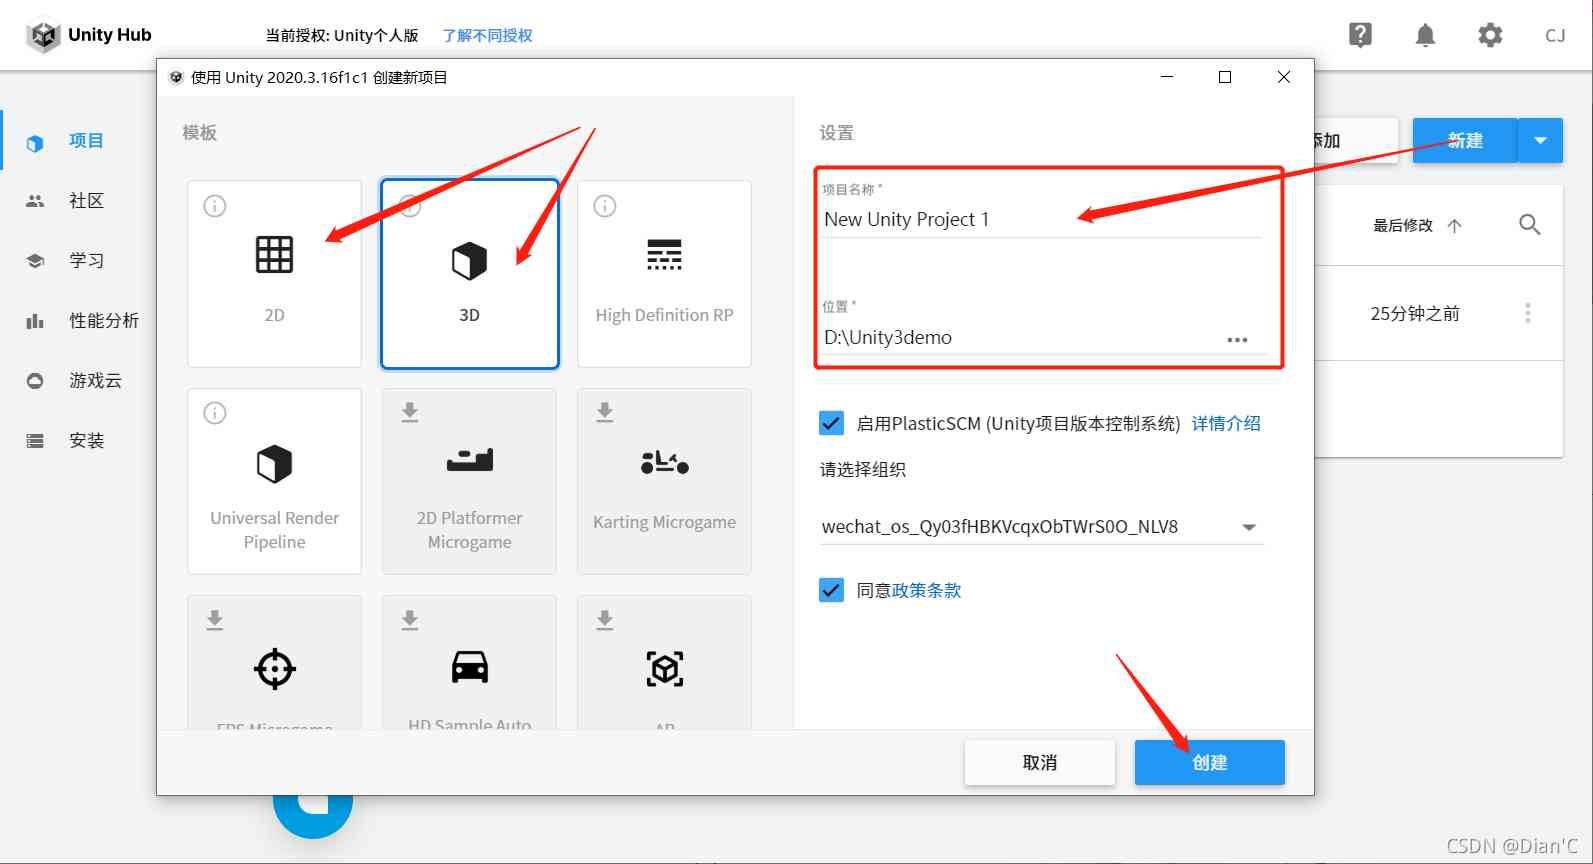 Unity Hub
当前授权: Unity个人版 了解不同授权
CJ
使用 Unity 2020.3.16f1c1 创建新项目
项目
社区
学习
性能分析
游戏云
安装
模板
2D
3D
High Definition RP
Universal Render
Pipeline
2D Platformer
Microgame
Karting Microgame
FPS Microgame
HD Sample Auto
AR
设置
项目名称 *
New Unity Project 1
位置 *
D:\Unity3demo
启用PlasticSCM (Unity项目版本控制系统) 详情介绍
请选择组织
wechat_os_Qy03fHBKVcqxObTWrS0O_NLV8
同意政策条款
取消
创建
添加
新建
最后修改
25分钟之前
CSDN @Dian'C